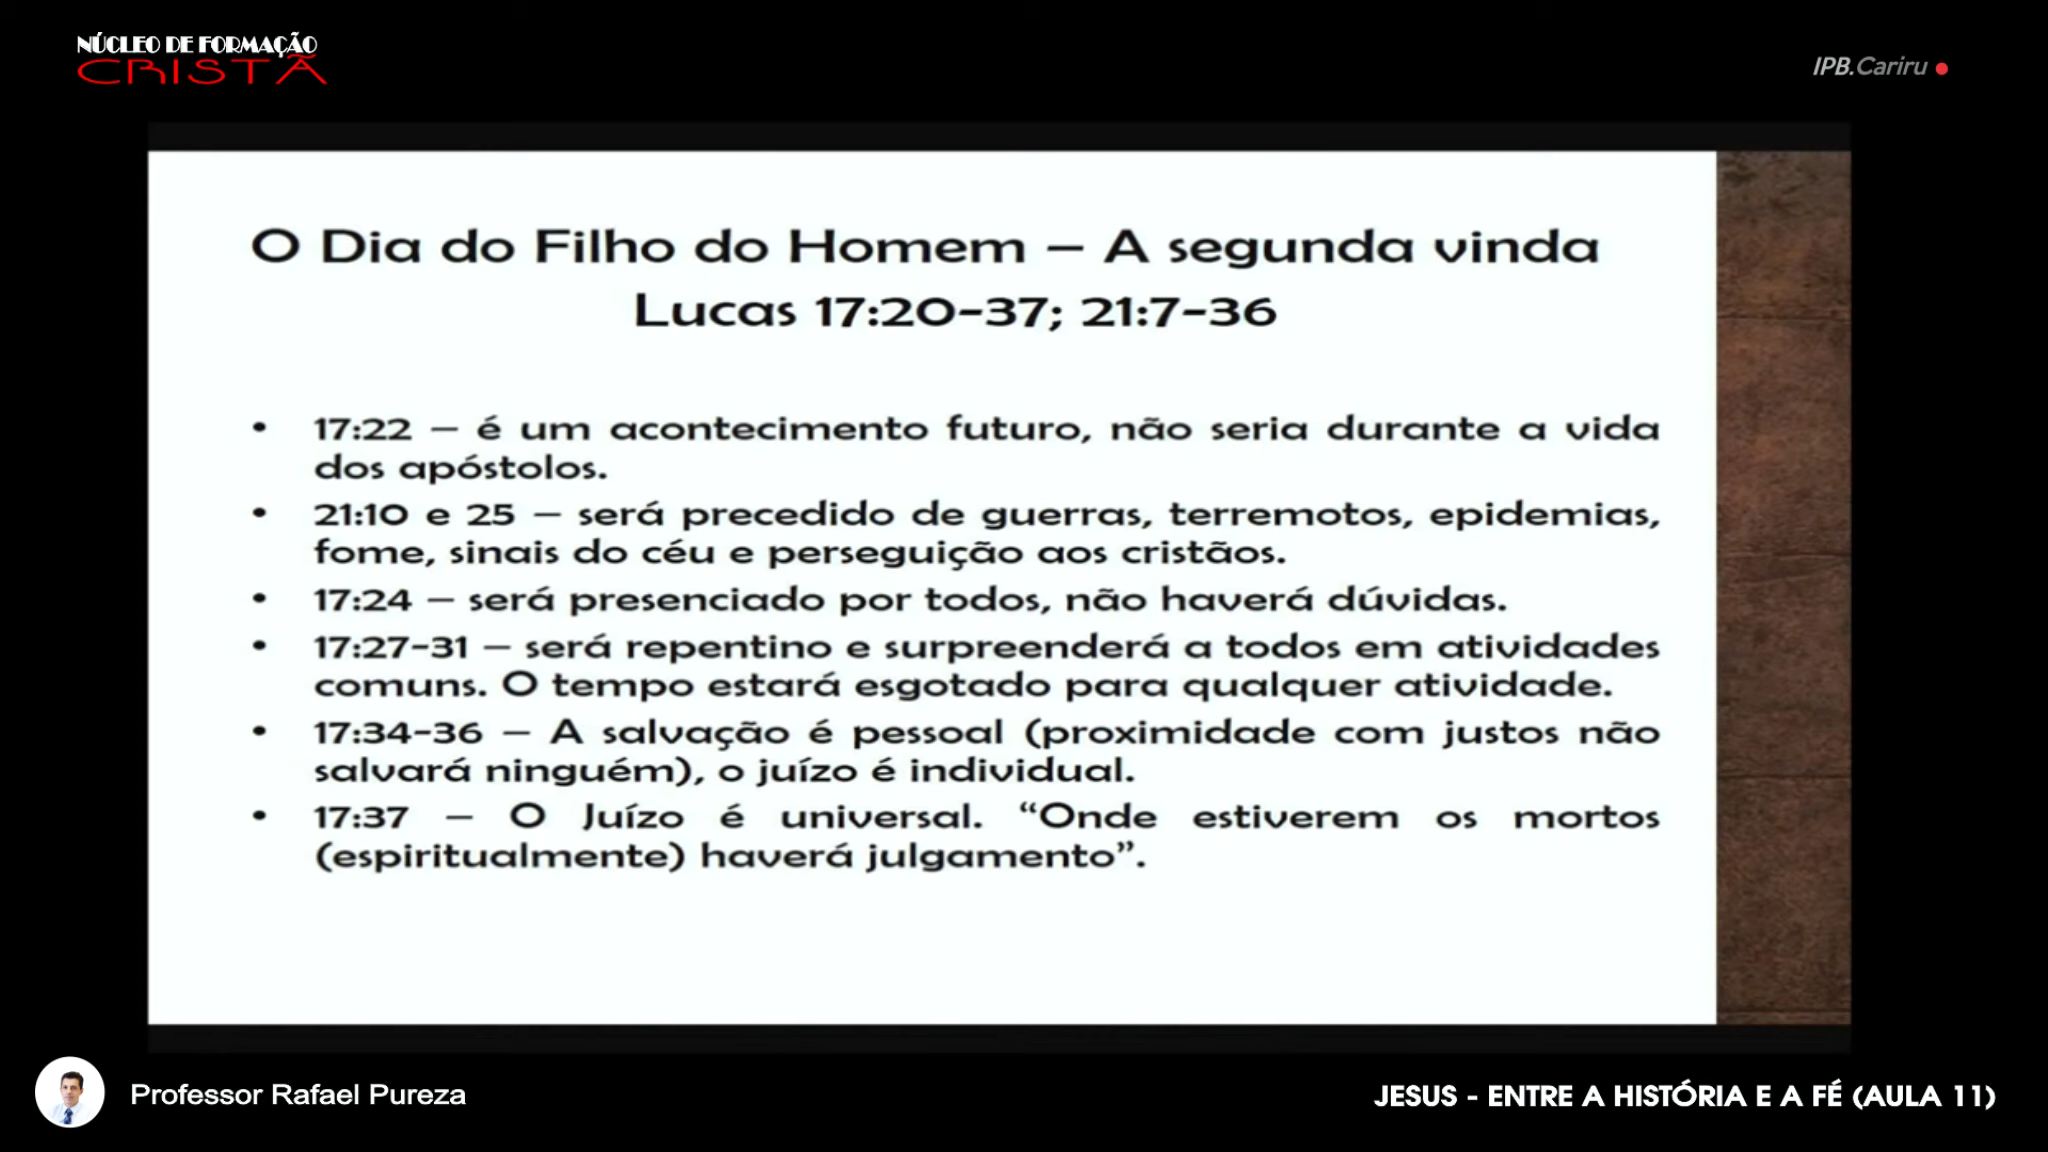 NÚCLEO DE FORMAÇÃO
CRISTÃ
IPB.Cariru
O Dia do Filho do Homem – A segunda vinda
Lucas 17:20-37; 21:7-36
• 17:22 – é um acontecimento futuro, não seria durante a vida
dos apóstolos.
• 21:10 e 25 – será precedido de guerras, terremotos, epidemias,
fome, sinais do céu e perseguição aos cristãos.
• 17:24 – será presenciado por todos, não haverá dúvidas.
• 17:27-31 – será repentino e surpreenderá a todos em atividades
comuns. O tempo estará esgotado para qualquer atividade.
• 17:34-36 – A salvação é pessoal (proximidade com justos não
salvará ninguém), o juízo é individual.
• 17:37 – O Juízo é universal. “Onde estiverem os mortos
(espiritualmente) haverá julgamento”.
Professor Rafael Pureza
JESUS - ENTRE A HISTÓRIA E A FÉ (AULA 11)